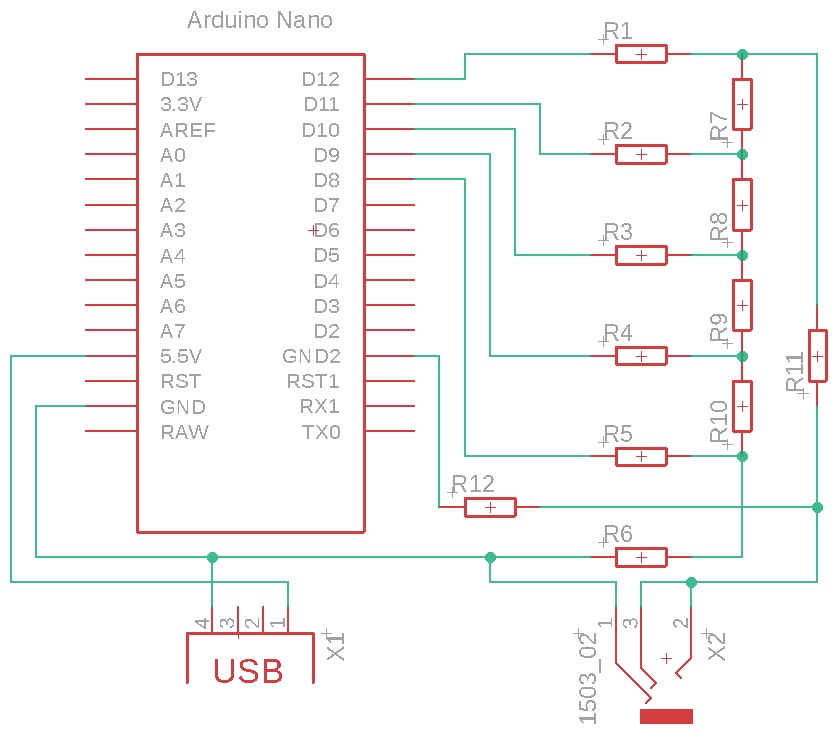 Arduino Nano
D13 D12
3.3V D11
AREF D10
A0 D9
A1 D8
A2 D7
A3 D6
A4 D5
A5 D4
A6 D3
A7 D2
5.5V GND2
RST RST1
GND RX1
RAW TX0
R1
R7
R2
R8
R3
R9
R4
R11
R10
R5
R12
R6
4 3 2 1
X1
USB
1 3 2
X2
1503_02